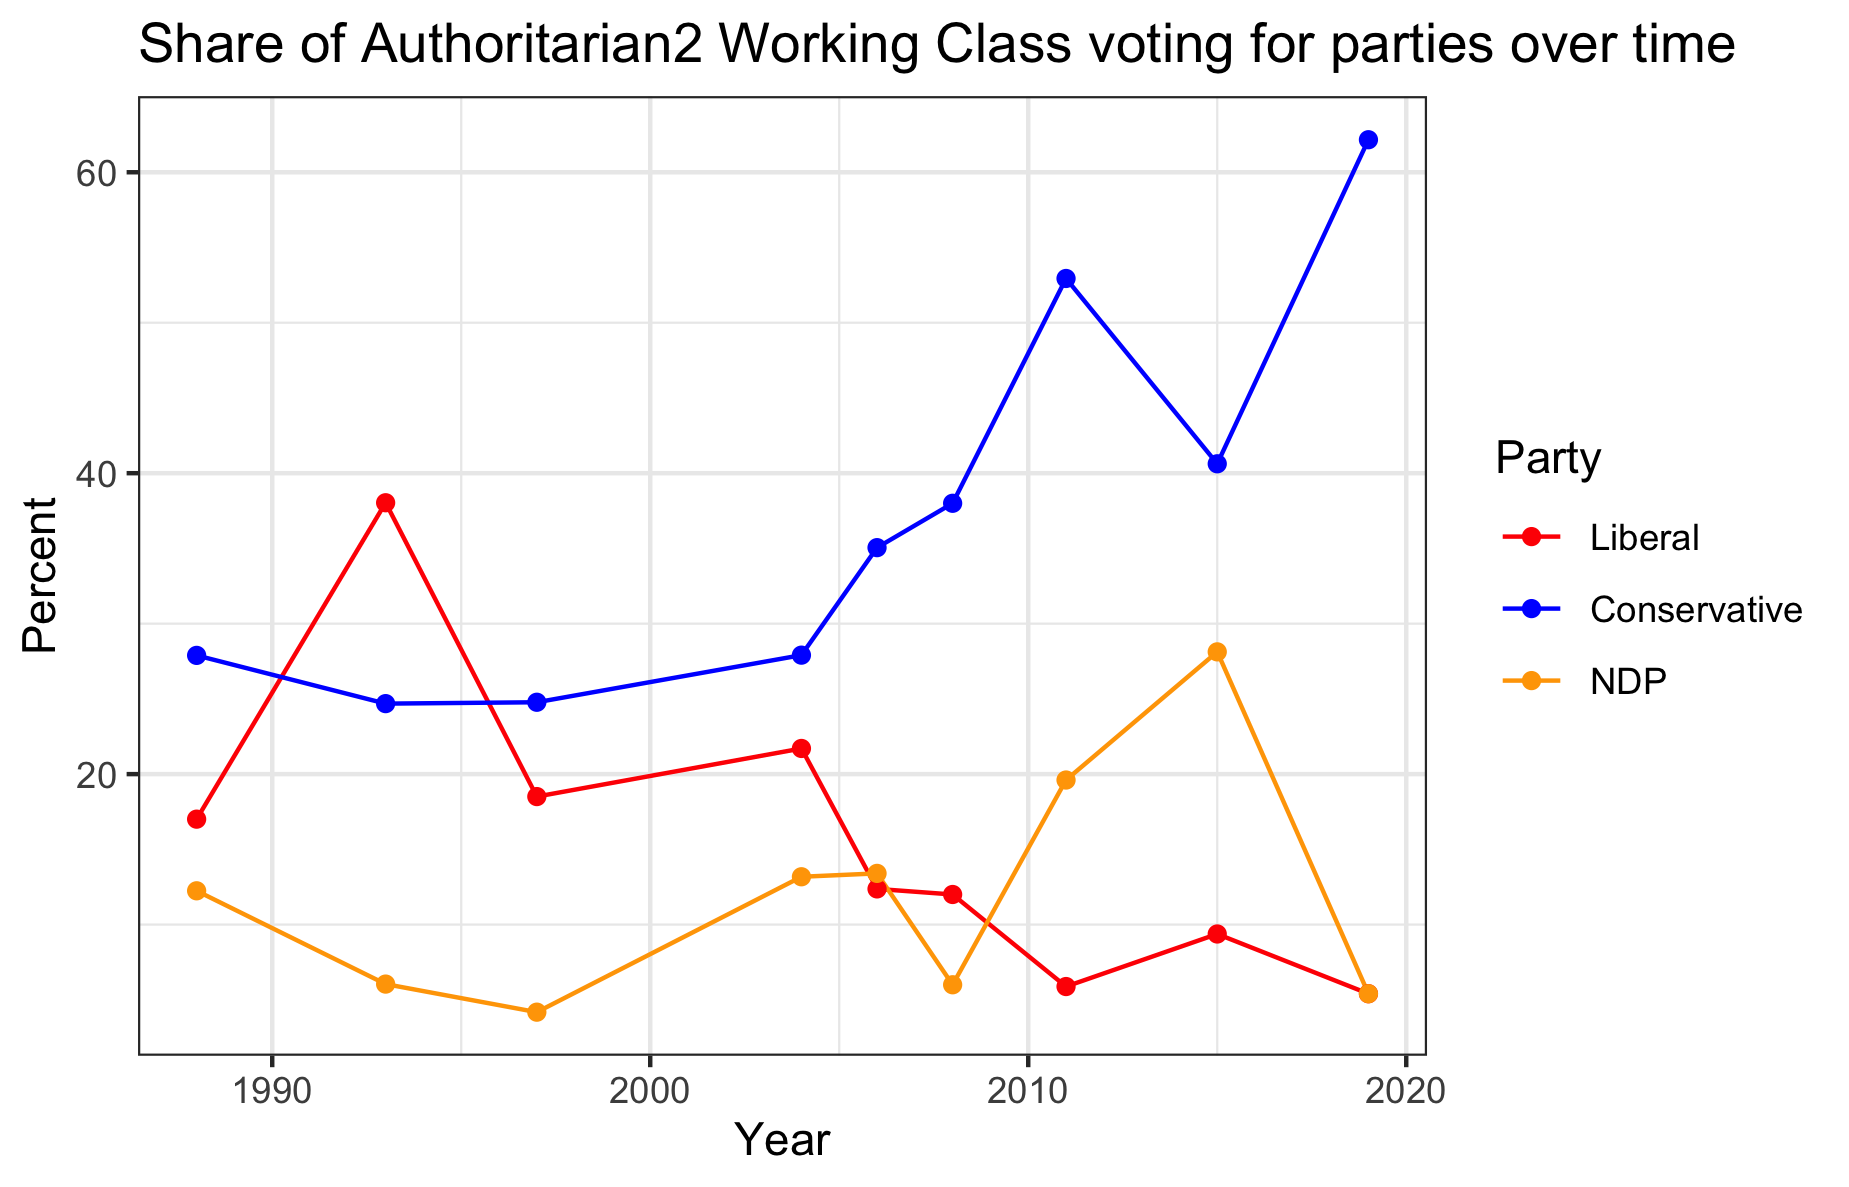 Share of Authoritarian2 Working Class voting for parties over time
60
40
20
Percent
1990
2000
2010
2020
Year
Party
Liberal
Conservative
NDP